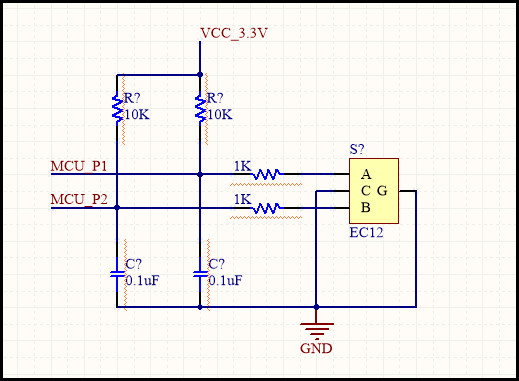 VCC_3.3V
R?
10K
R?
10K
MCU_P1
1K
S?
A
C G
MCU_P2
1K
B
EC12
C?
0.1uF
C?
0.1uF
GND